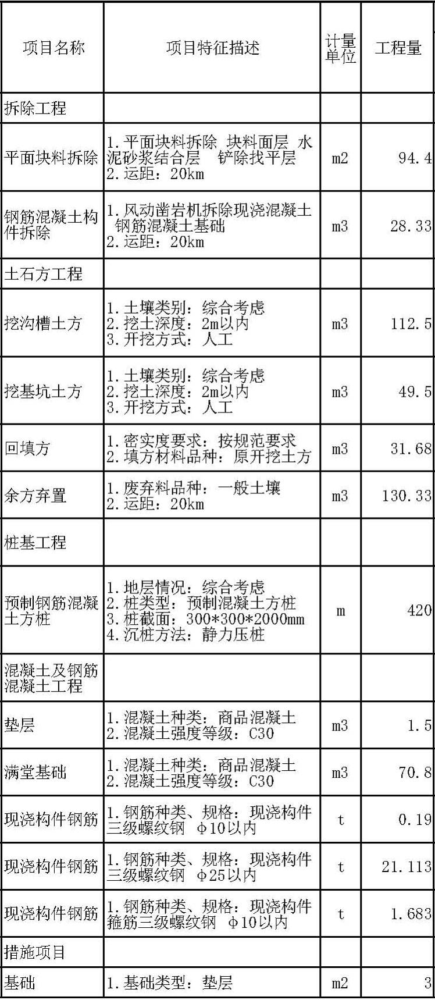 项目名称 项目特征描述 计量单位 工程量
拆除工程
平面块料拆除 1.平面块料拆除 块料面层 水
泥砂浆结合层 铲除找平层
2.运距：20km m2 94.4
钢筋混凝土构
件拆除 1.风动凿岩机拆除现浇混凝土
钢筋混凝土基础
2.运距：20km m3 28.33
土石方工程
挖沟槽土方 1.土壤类别：综合考虑
2.挖土深度：2m以内
3.开挖方式：人工 m3 112.5
挖基坑土方 1.土壤类别：综合考虑
2.挖土深度：2m以内
3.开挖方式：人工 m3 49.5
回填方 1.密实度要求：按规范要求
2.填方材料品种：原开挖土方 m3 31.68
余方弃置 1.废弃料品种：一般土壤
2.运距：20km m3 130.33
桩基工程
预制钢筋混凝
土方桩 1.地层情况：综合考虑
2.桩类型：预制混凝土方桩
3.桩截面：300*300*2000mm
4.沉桩方法：静力压桩 m 420
混凝土及钢筋
混凝土工程
垫层 1.混凝土种类：商品混凝土
2.混凝土强度等级：C30 m3 1.5
满堂基础 1.混凝土种类：商品混凝土
2.混凝土强度等级：C30 m3 70.8
现浇构件钢筋 1.钢筋种类、规格：现浇构件
三级螺纹钢 φ10以内 t 0.19
现浇构件钢筋 1.钢筋种类、规格：现浇构件
三级螺纹钢 φ25以内 t 21.113
现浇构件钢筋 1.钢筋种类、规格：现浇构件
箍筋三级螺纹钢 φ10以内 t 1.683
措施项目
基础 1.基础类型：垫层 m2 3